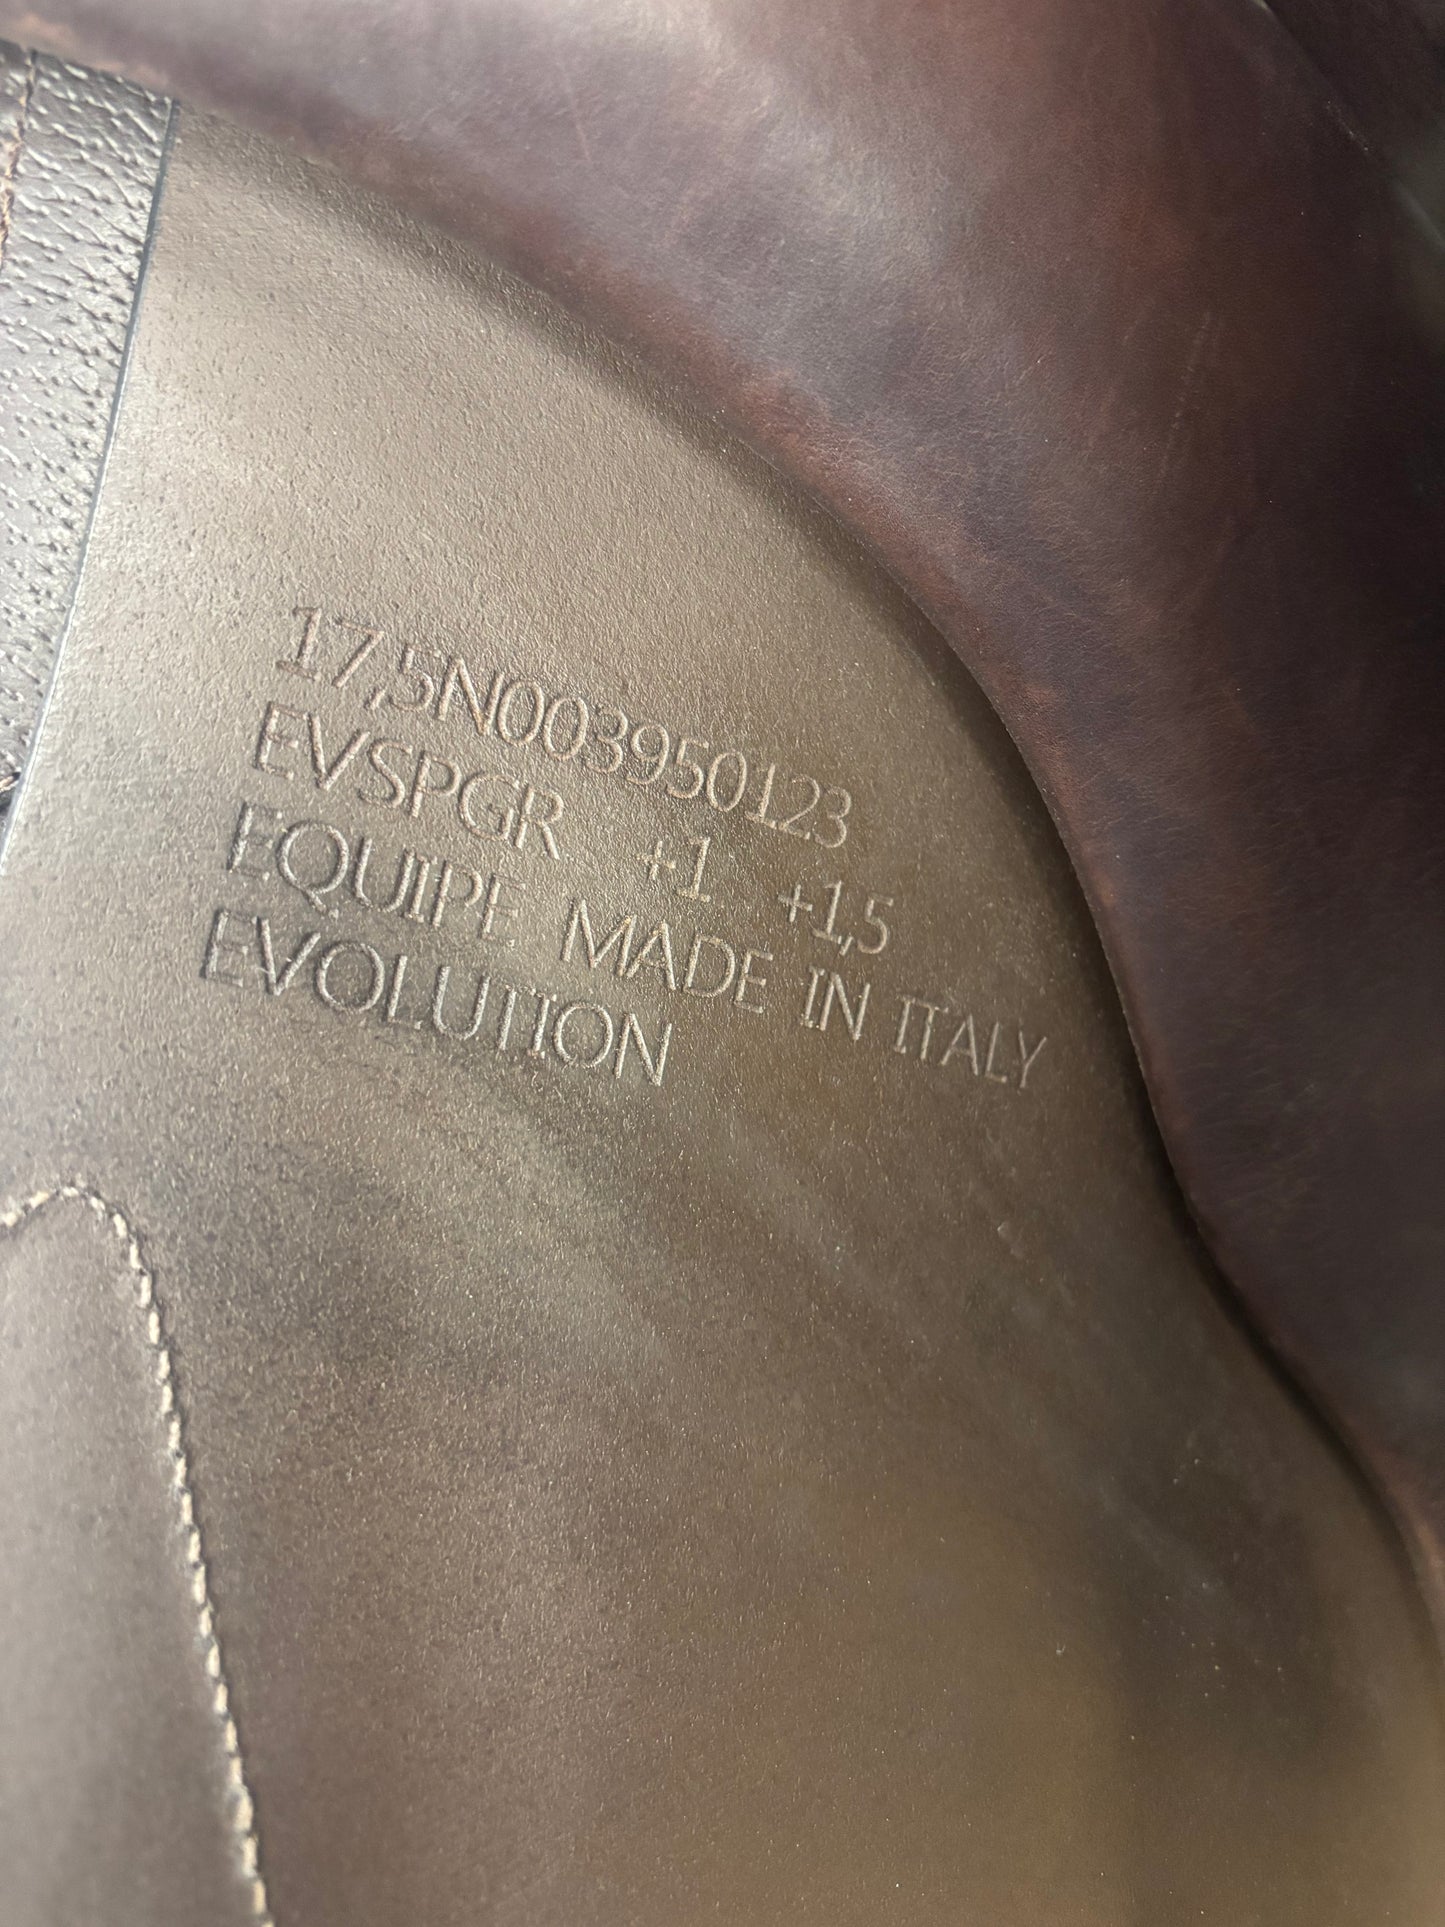 17,5N003950123
EVSPGR +1 +1,5
EQUIPE MADE IN ITALY
EVOLUTION